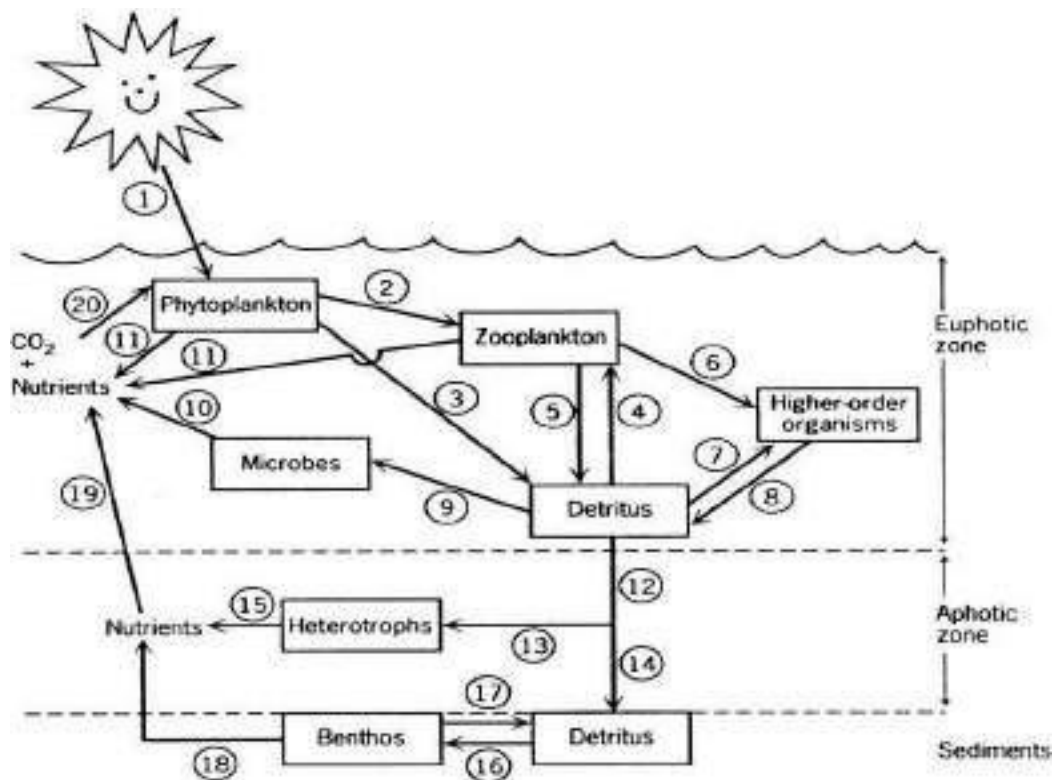 1
Phytoplankton
2
20
Zooplankton
Euphotic
zone
CO2
+
Nutrients
11
11
6
3
5
4
Higher-order
organisms
10
Microbes
7
19
9
Detritus
8
12
15
Nutrients
Heterotrophs
13
Aphotic
zone
14
17
Benthos
Detritus
18
16
Sediments